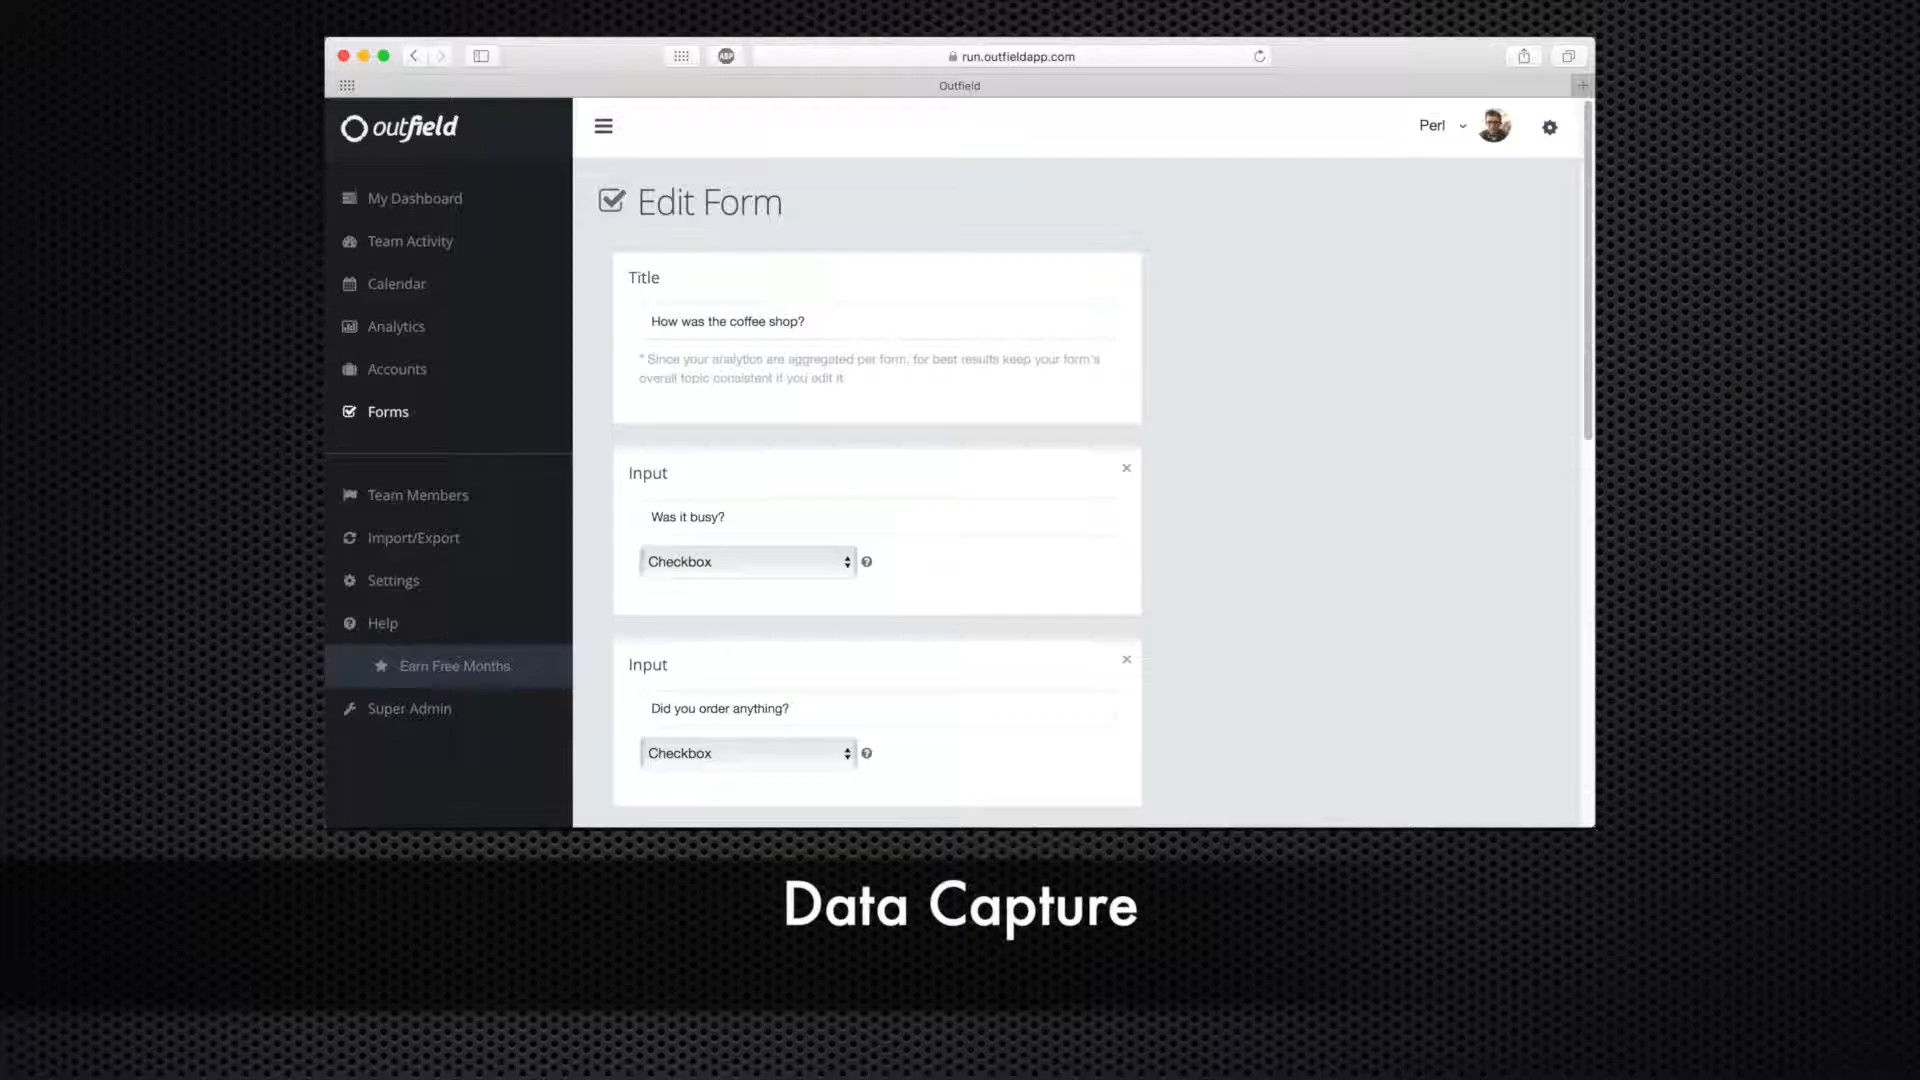 ABP
run.outfieldapp.com
Outfield
outfield
Perl
My Dashboard
Team Activity
Calendar
Analytics
Accounts
Forms
Team Members
Import/Export
Settings
Help
Earn Free Months
Super Admin
Edit Form
Title
How was the coffee shop?
* Since your analytics are aggregated per form, for best results keep your form's
overall topic consistent if you edit it
Input
Was it busy?
Checkbox
Input
Did you order anything?
Checkbox
Data Capture